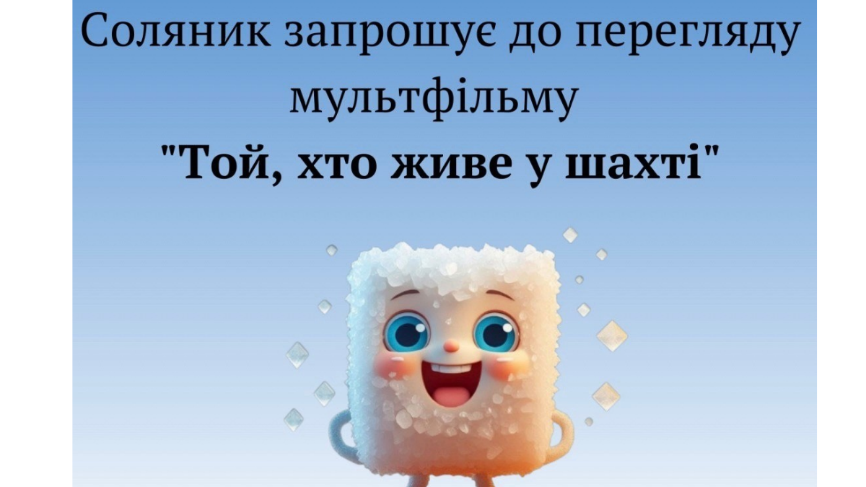 Соляник запрошує до перегляду
мультфільму
"Той, хто живе у шахті"